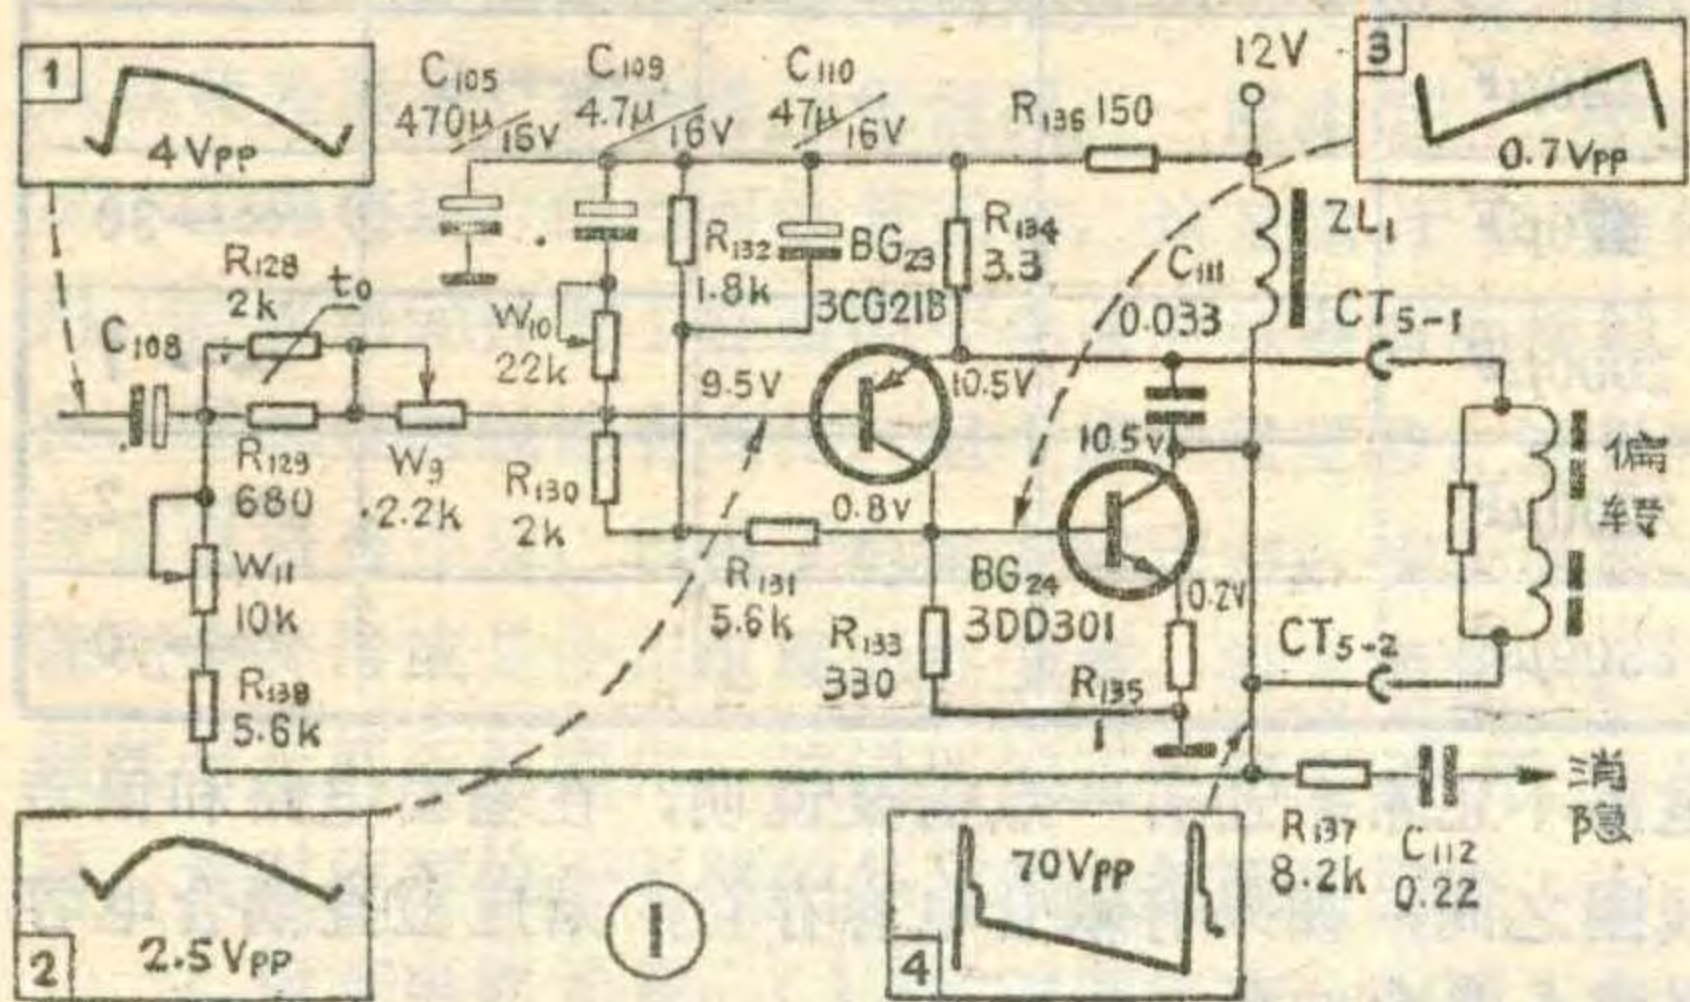 1
4Vpp
C105
470μ 16V
C109
4.7μ 16V
C110
47μ 16V
R136 150
12V
3
0.7Vpp
R128
2k
t0
C108
R129
680
W9
2.2k
W10
22k
R132
1.8k
BG23
3CG21B
R134
3.3
C111
0.033
ZL1
CT5-1
9.5V
10.5V
10.5V
R130
2k
0.8V
R131
5.6k
W11
10k
R138
5.6k
R133
330
BG24
3DD301
0.2V
R135
1
CT5-2
偏
转
2
2.5Vpp
1
4
70Vpp
R137
8.2k
C112
0.22
消
隐